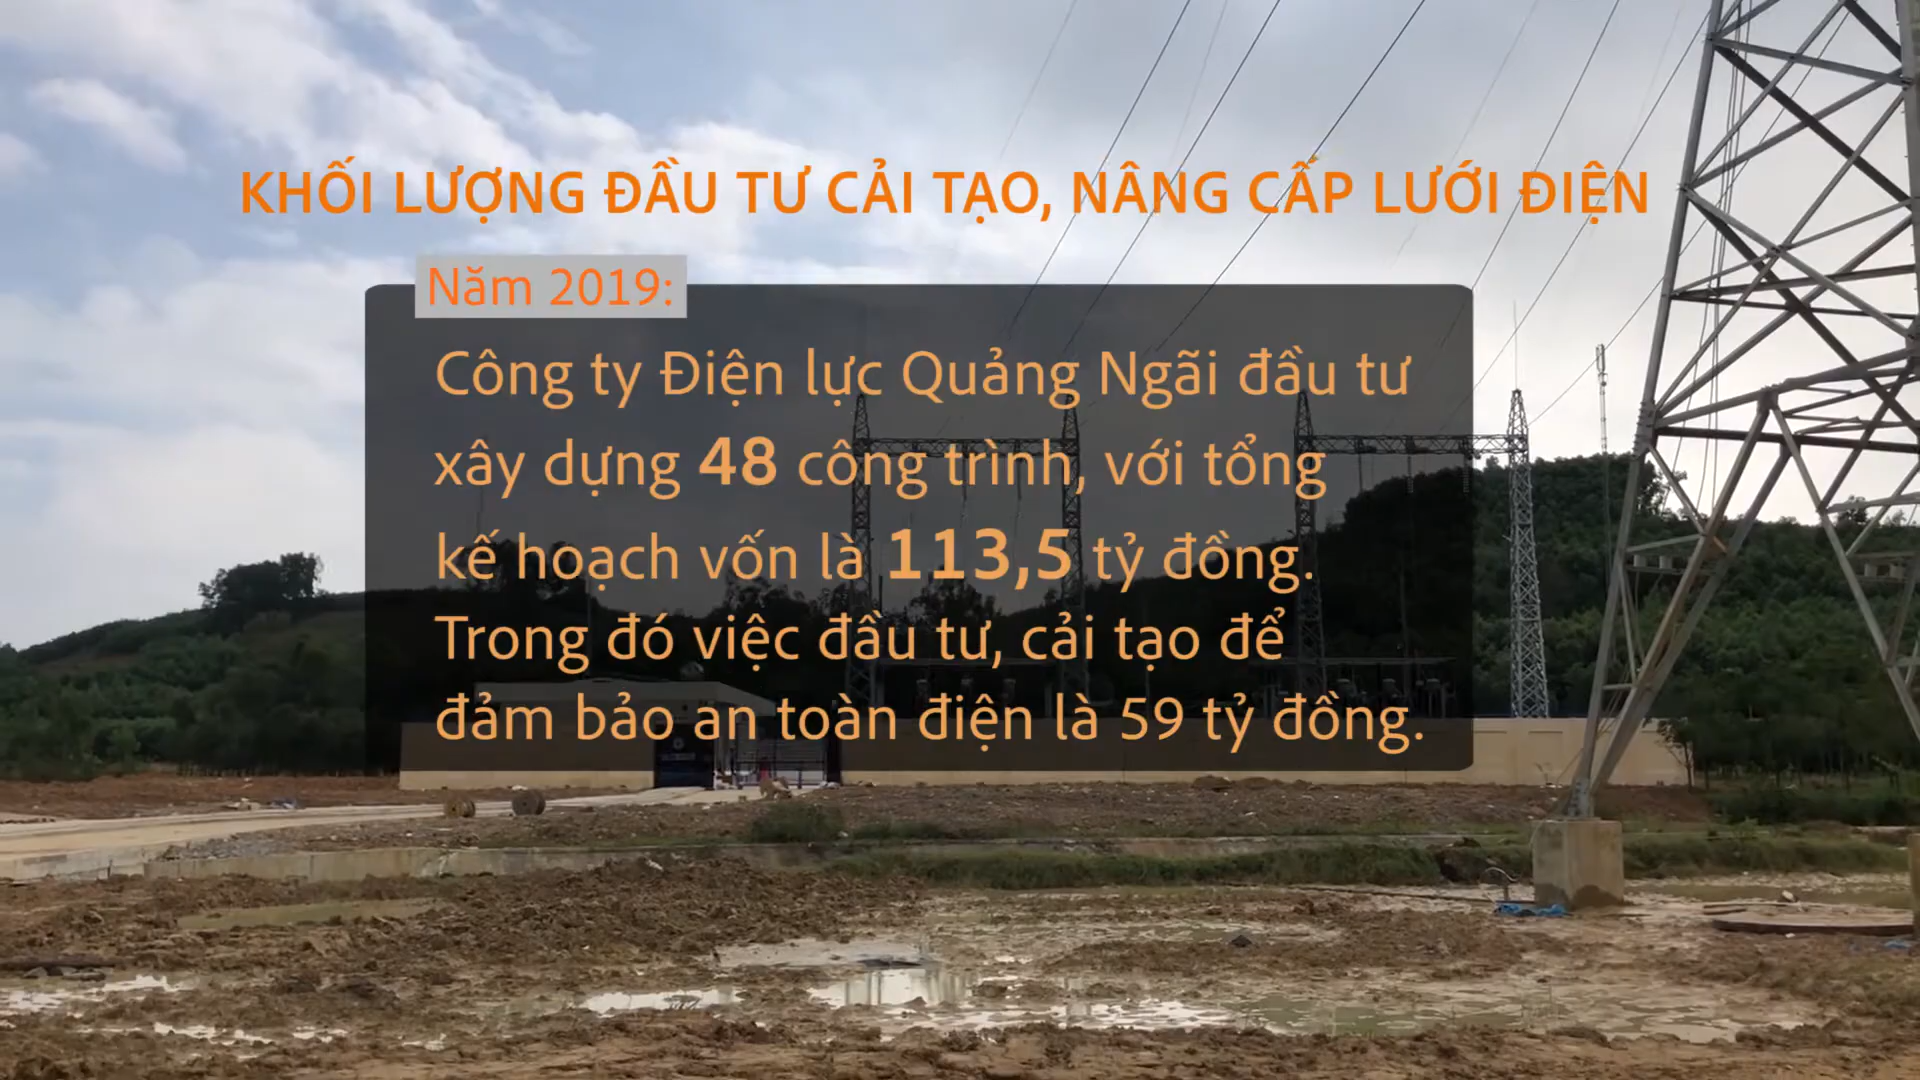 KHỐI LƯỢNG ĐẦU TƯ CẢI TẠO, NÂNG CẤP LƯỚI ĐIỆN
Năm 2019:
Công ty Điện lực Quảng Ngãi đầu tư
xây dựng 48 công trình, với tổng
kế hoạch vốn là 113,5 tỷ đồng.
Trong đó việc đầu tư, cải tạo để
đảm bảo an toàn điện là 59 tỷ đồng.